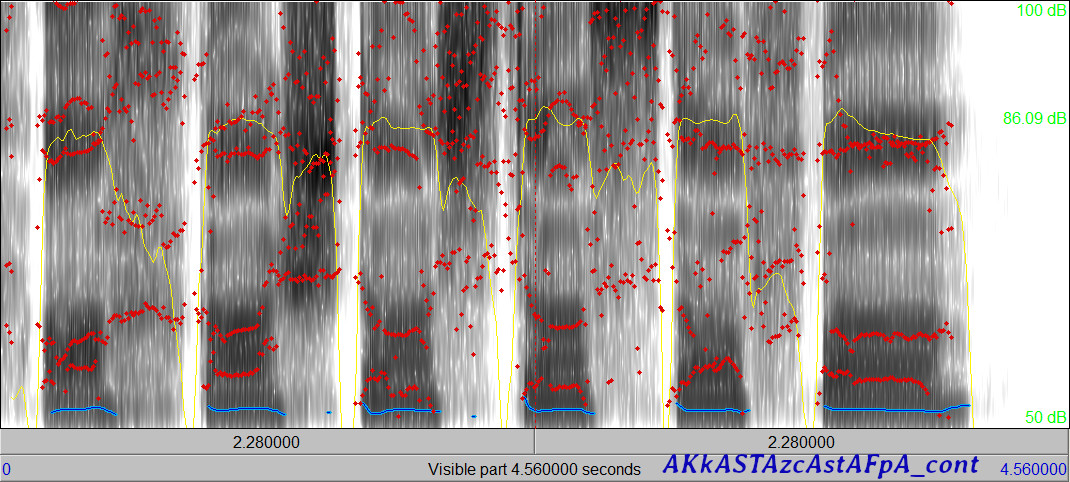 100 dB
86.09 dB
50 dB
2.280000 2.280000
0 Visible part 4.560000 seconds AKkASTAzcAstAFpA_cont 4.560000